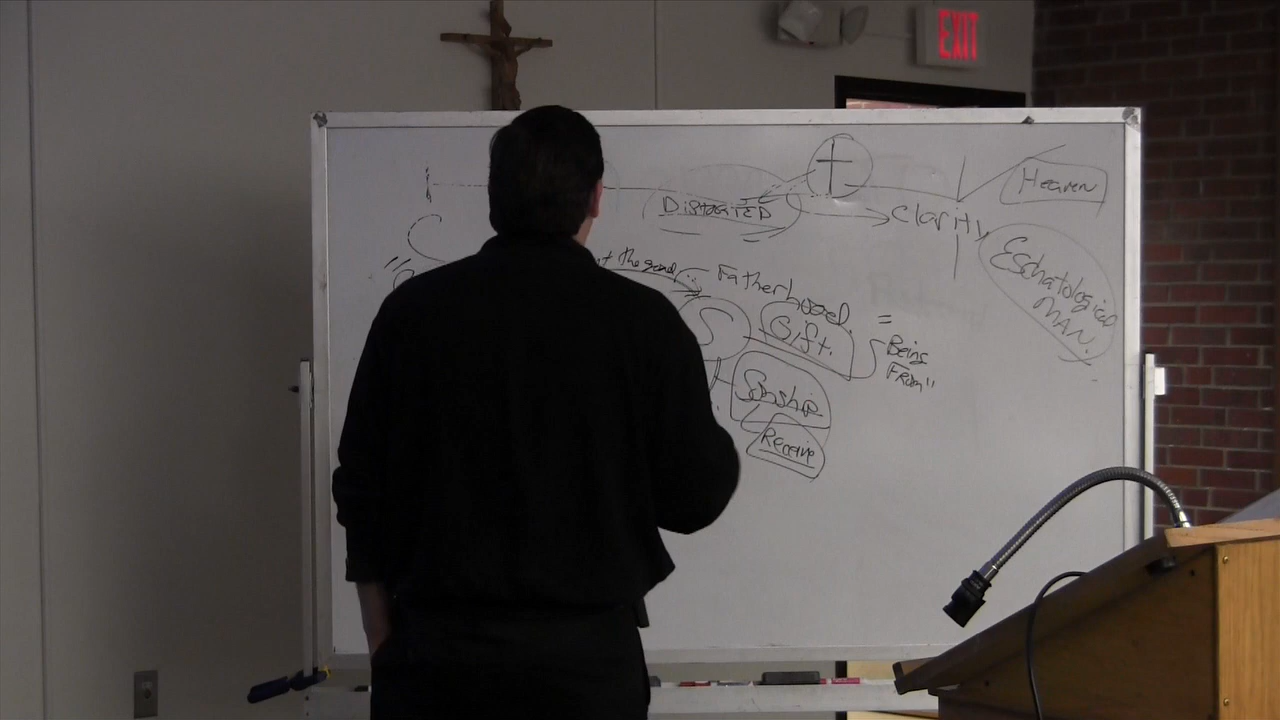 EXIT
Heaven
DISTORTED
Clarity
Eschatological
MAN.
the good...
Fatherhood
Gift.
=
Being
From"
S
Sonship
Receive